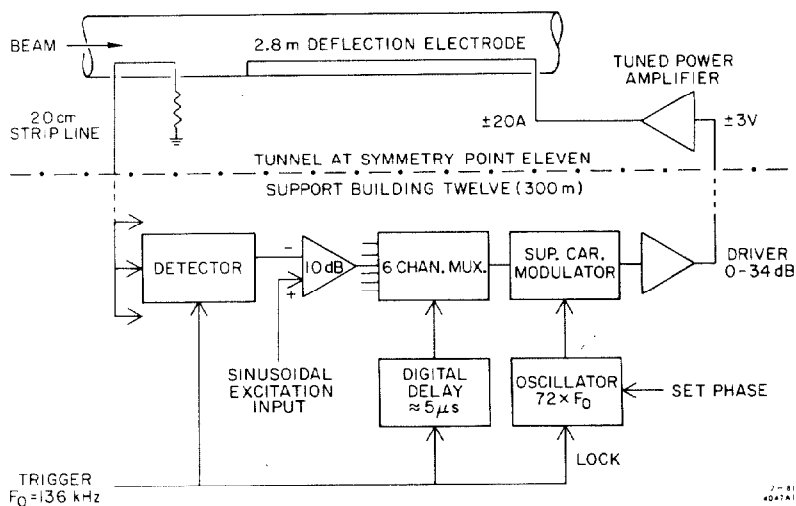 BEAM
2.8 m DEFLECTION ELECTRODE
TUNED POWER
AMPLIFIER
20 cm
STRIP LINE
±20A
±3V
TUNNEL AT SYMMETRY POINT ELEVEN
SUPPORT BUILDING TWELVE (300 m)
DETECTOR
−
+
10 dB
6 CHAN. MUX.
SUP. CAR.
MODULATOR
DRIVER
0-34 dB
SINUSOIDAL
EXCITATION
INPUT
DIGITAL
DELAY
≈ 5μs
OSCILLATOR
72 × F0
SET PHASE
LOCK
TRIGGER
F0 = 136 kHz